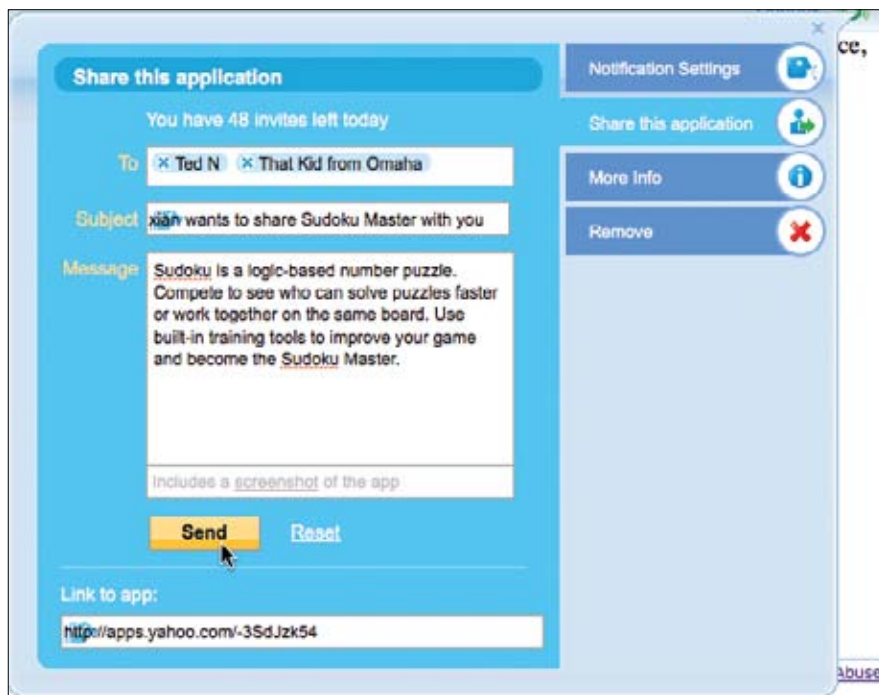 ce,
Share this application
You have 48 invites left today
To
× Ted N × That Kid from Omaha
Subject
xian wants to share Sudoku Master with you
Message
Sudoku is a logic-based number puzzle.
Compete to see who can solve puzzles faster
or work together on the same board. Use
built-in training tools to improve your game
and become the Sudoku Master.
Includes a screenshot of the app
Send Reset
Link to app:
http://apps.yahoo.com/-3SdJzk54
Notification Settings
Share this application
More Info
Remove
Abuse